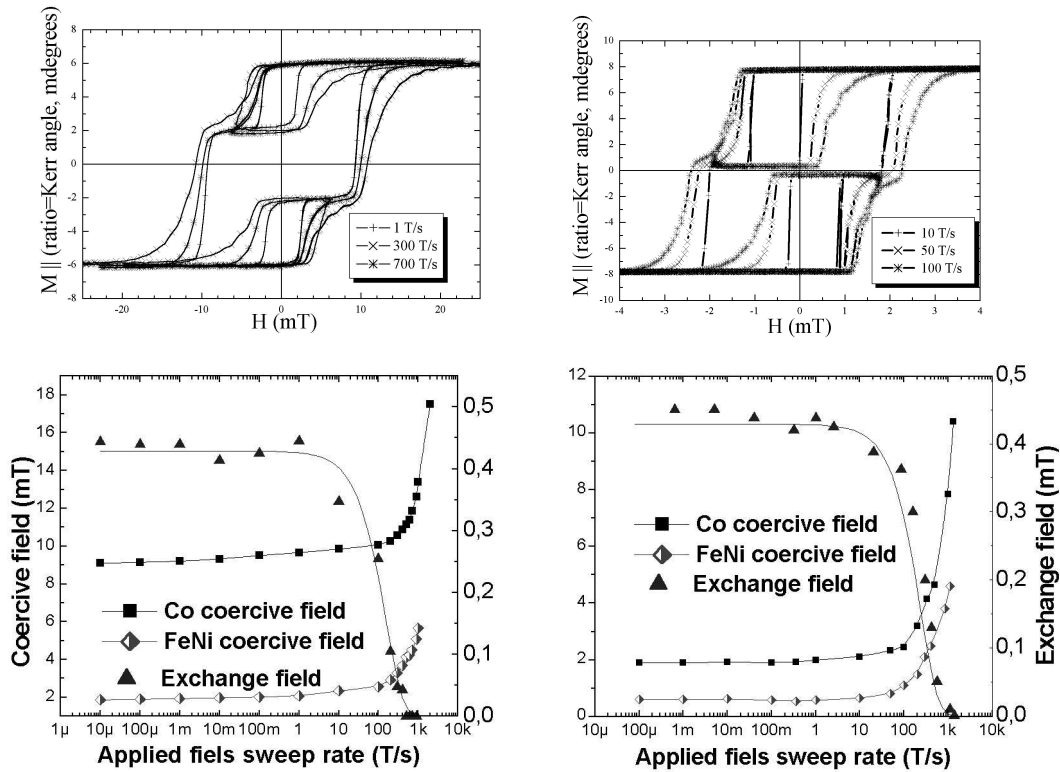 M || (ratio=Kerr angle, mdegrees)
8
6
4
2
0
-2
-4
-6
-8
1 T/s
300 T/s
700 T/s
-20 -10 0 10 20
H (mT)
M || (ratio=Kerr angle, mdegrees)
10
8
6
4
2
0
-2
-4
-6
-8
-10
10 T/s
50 T/s
100 T/s
-4 -3 -2 -1 0 1 2 3 4
H (mT)
Coercive field (mT)
18
16
14
12
10
8
6
4
2
Co coercive field
FeNi coercive field
Exchange field
0,5
0,4
0,3
0,2
0,1
0,0
1µ 10µ 100µ 1m 10m 100m 1 10 100 1k 10k
Applied fiels sweep rate (T/s)
12
10
8
6
4
2
0
Co coercive field
FeNi coercive field
Exchange field
0,5
0,4
0,3
0,2
0,1
0,0
Exchange field (mT)
100µ 1m 10m 100m 1 10 100 1k 10k
Applied fiels sweep rate (T/s)